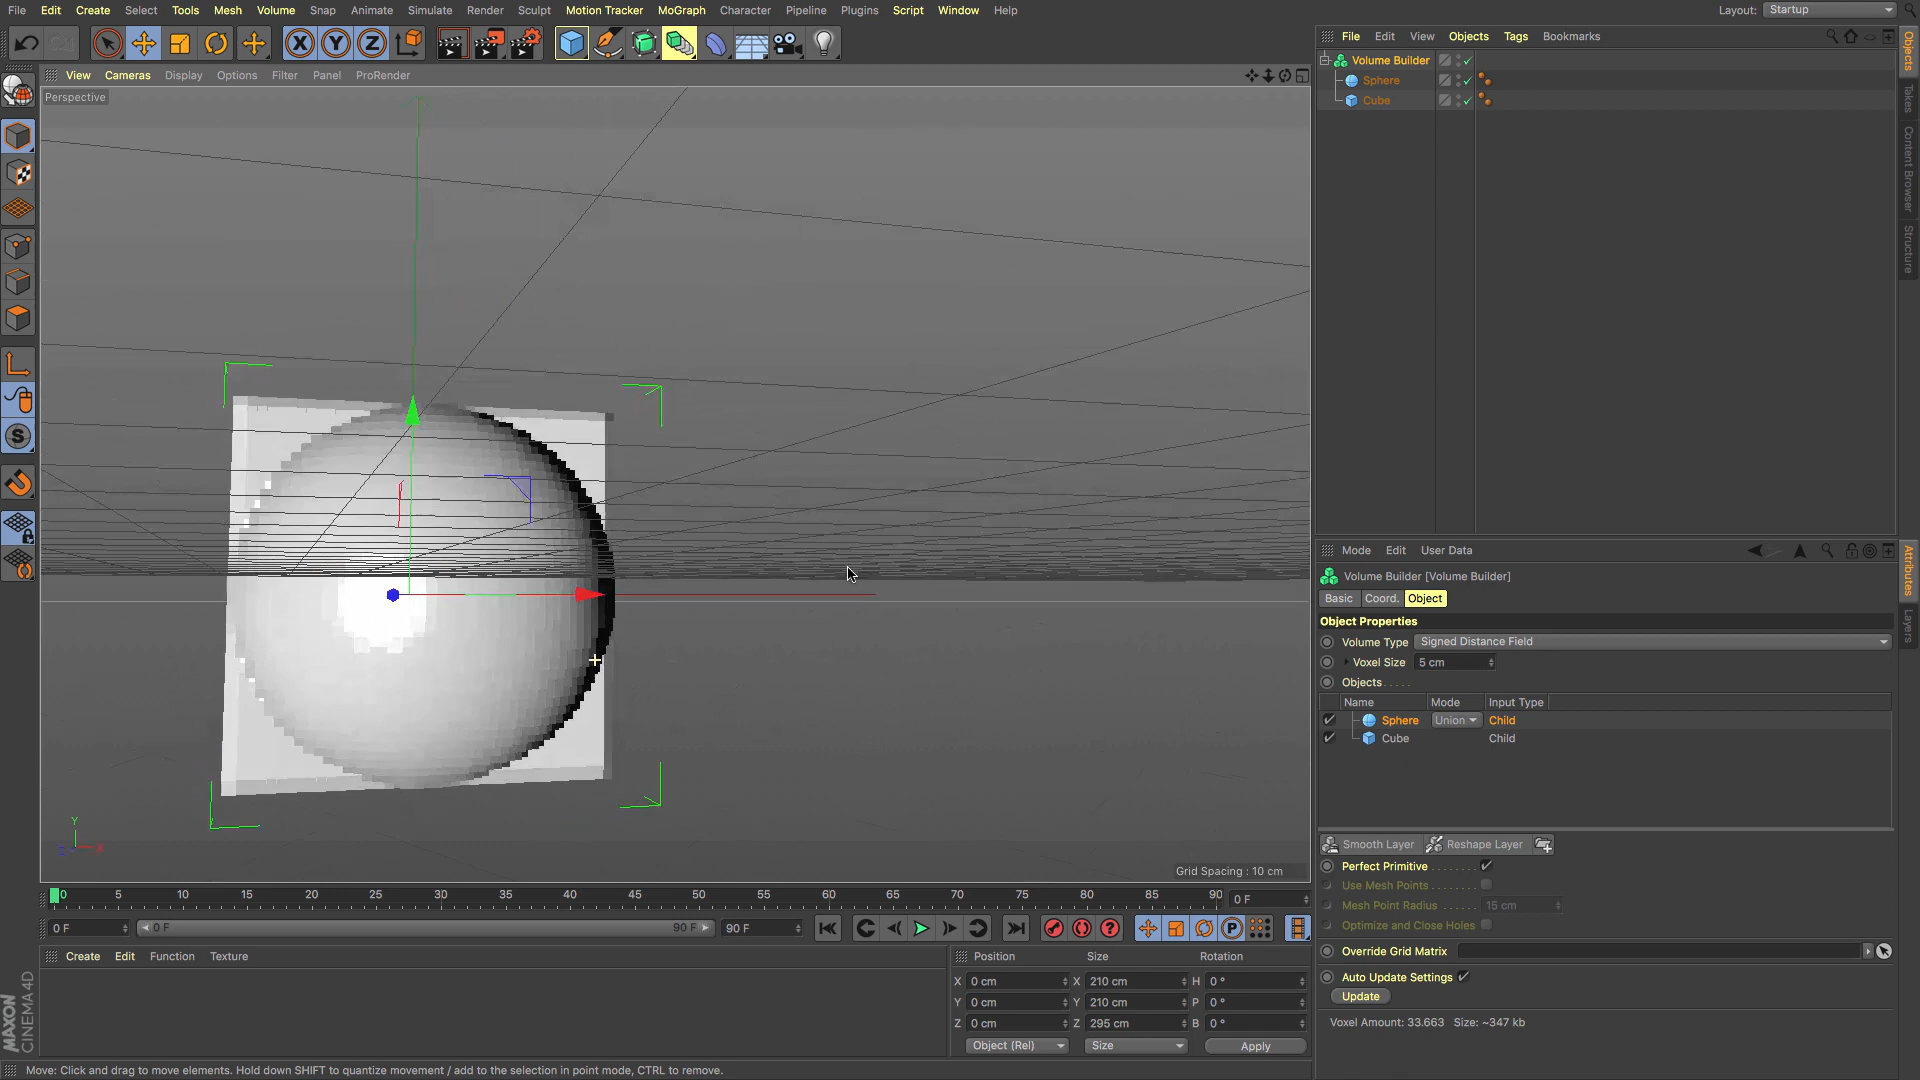 File Edit Create Select Tools Mesh Volume Snap Animate Simulate Render Sculpt Motion Tracker MoGraph Character Pipeline Plugins Script Window Help Layout: Startup
X Y Z
View Cameras Display Options Filter Panel ProRender
Perspective
File Edit View Objects Tags Bookmarks
Volume Builder
Sphere
Cube
Objects
Takes
Content Browser
Structure
Mode Edit User Data
Volume Builder [Volume Builder]
Basic Coord. Object
Object Properties
Volume Type Signed Distance Field
Voxel Size 5 cm
Objects
Name Mode Input Type
Sphere Union Child
Cube Child
Smooth Layer Reshape Layer
Perfect Primitive
Use Mesh Points
Mesh Point Radius 15 cm
Optimize and Close Holes
Override Grid Matrix
Auto Update Settings
Update
Voxel Amount: 33.663 Size: ~347 kb
Attributes
Layers
S
Y
Z X
Grid Spacing : 10 cm
0 5 10 15 20 25 30 35 40 45 50 55 60 65 70 75 80 85 90 0 F
0 F 0 F 90 F 90 F
P
Create Edit Function Texture
Position Size Rotation
X 0 cm X 210 cm H 0 °
Y 0 cm Y 210 cm P 0 °
Z 0 cm Z 295 cm B 0 °
Object (Rel) Size Apply
MAXON
CINEMA 4D
Move: Click and drag to move elements. Hold down SHIFT to quantize movement / add to the selection in point mode, CTRL to remove.